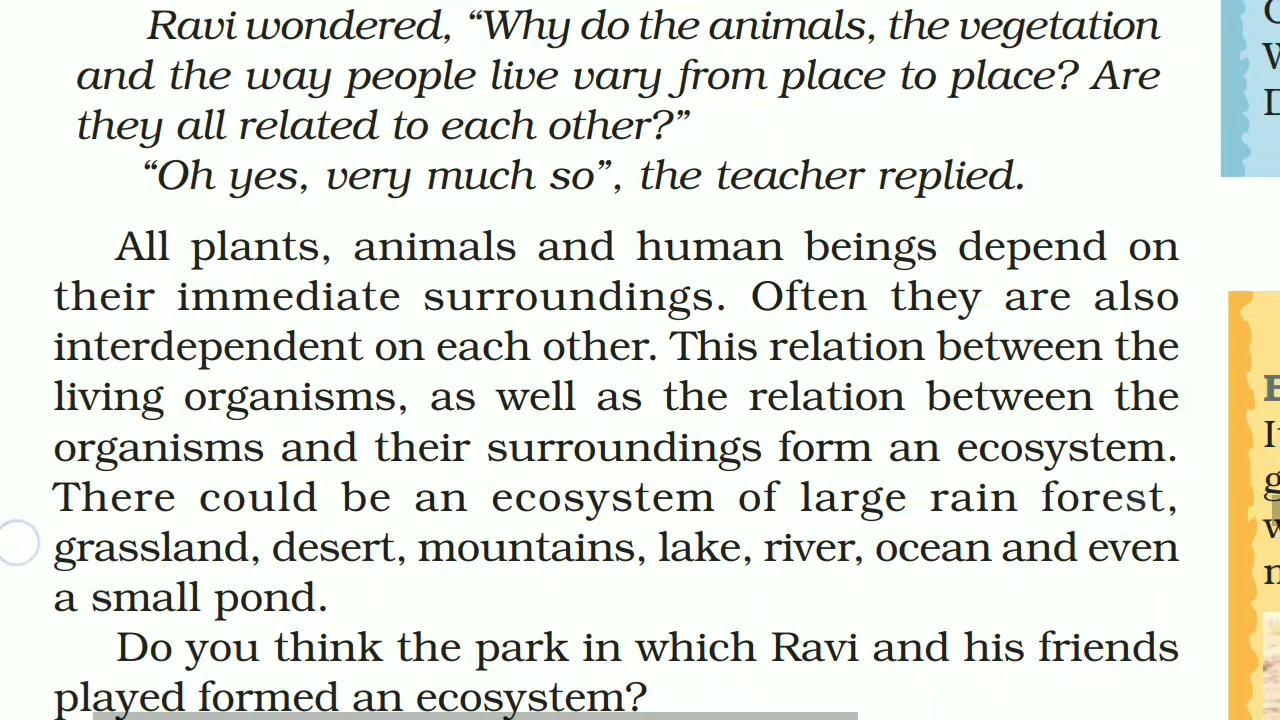 Ravi wondered, “Why do the animals, the vegetation
and the way people live vary from place to place? Are
they all related to each other?”
“Oh yes, very much so”, the teacher replied.
All plants, animals and human beings depend on
their immediate surroundings. Often they are also
interdependent on each other. This relation between the
living organisms, as well as the relation between the
organisms and their surroundings form an ecosystem.
There could be an ecosystem of large rain forest,
grassland, desert, mountains, lake, river, ocean and even
a small pond.
Do you think the park in which Ravi and his friends
played formed an ecosystem?